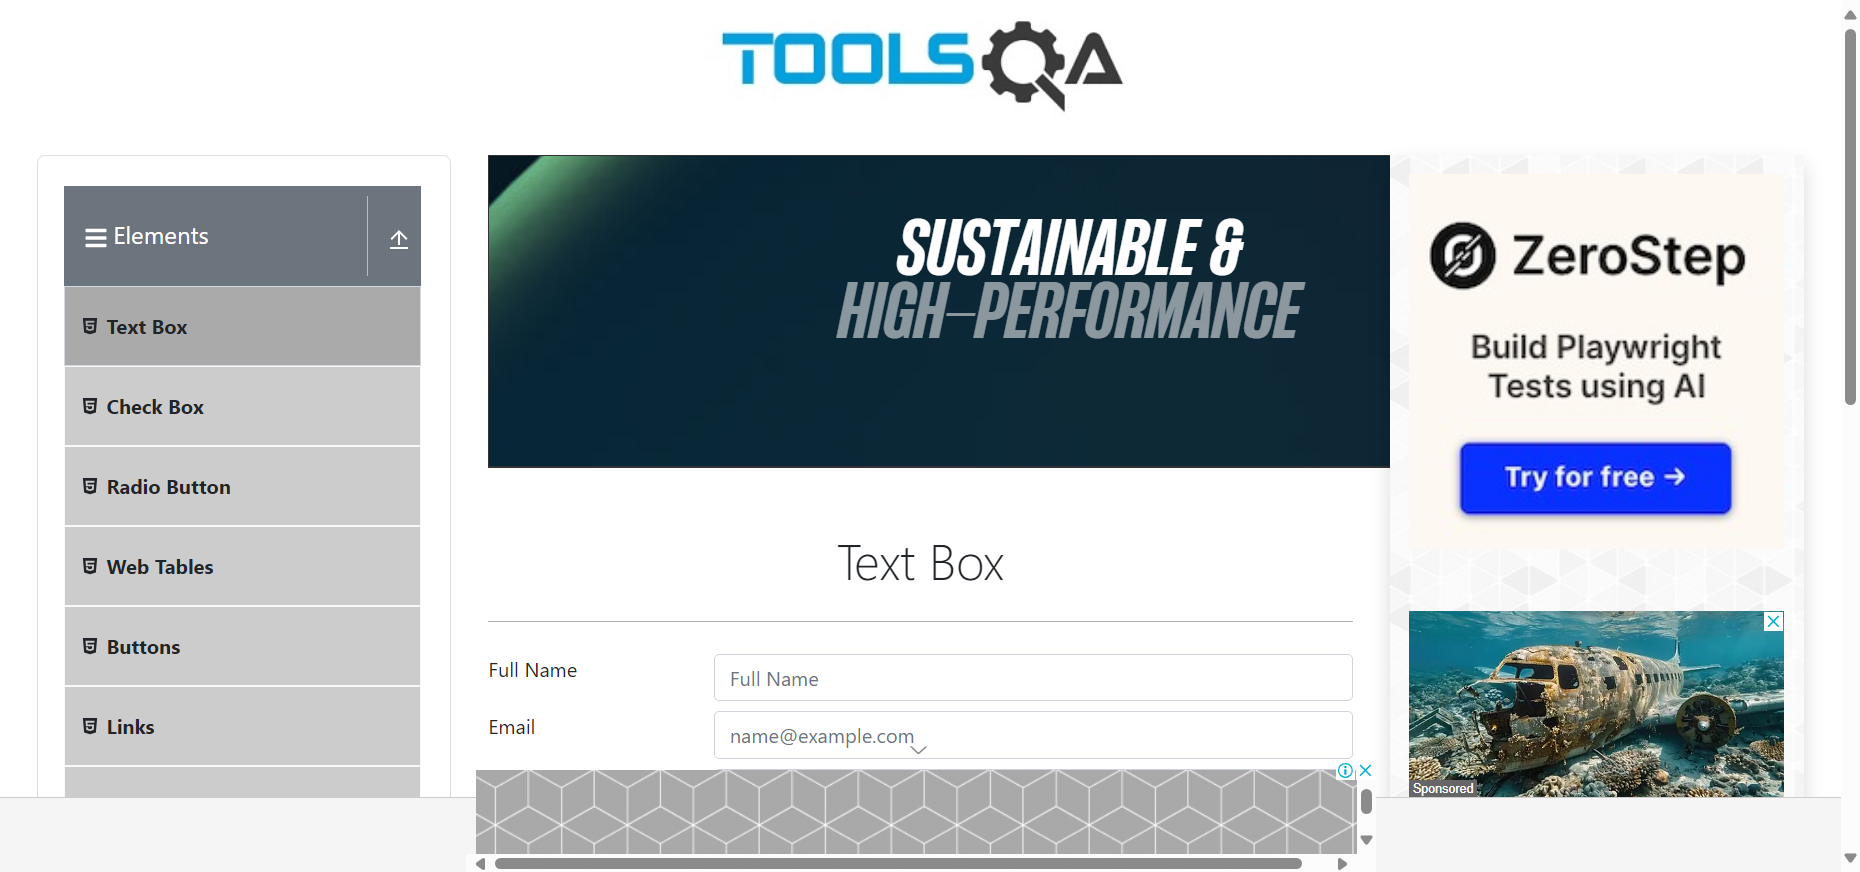 TOOLSQA
Elements
Text Box
Check Box
Radio Button
Web Tables
Buttons
Links
SUSTAINABLE &
HIGH-PERFORMANCE
Text Box
Full Name
Full Name
Email
name@example.com
ZeroStep
Build Playwright
Tests using AI
Try for free →
Sponsored